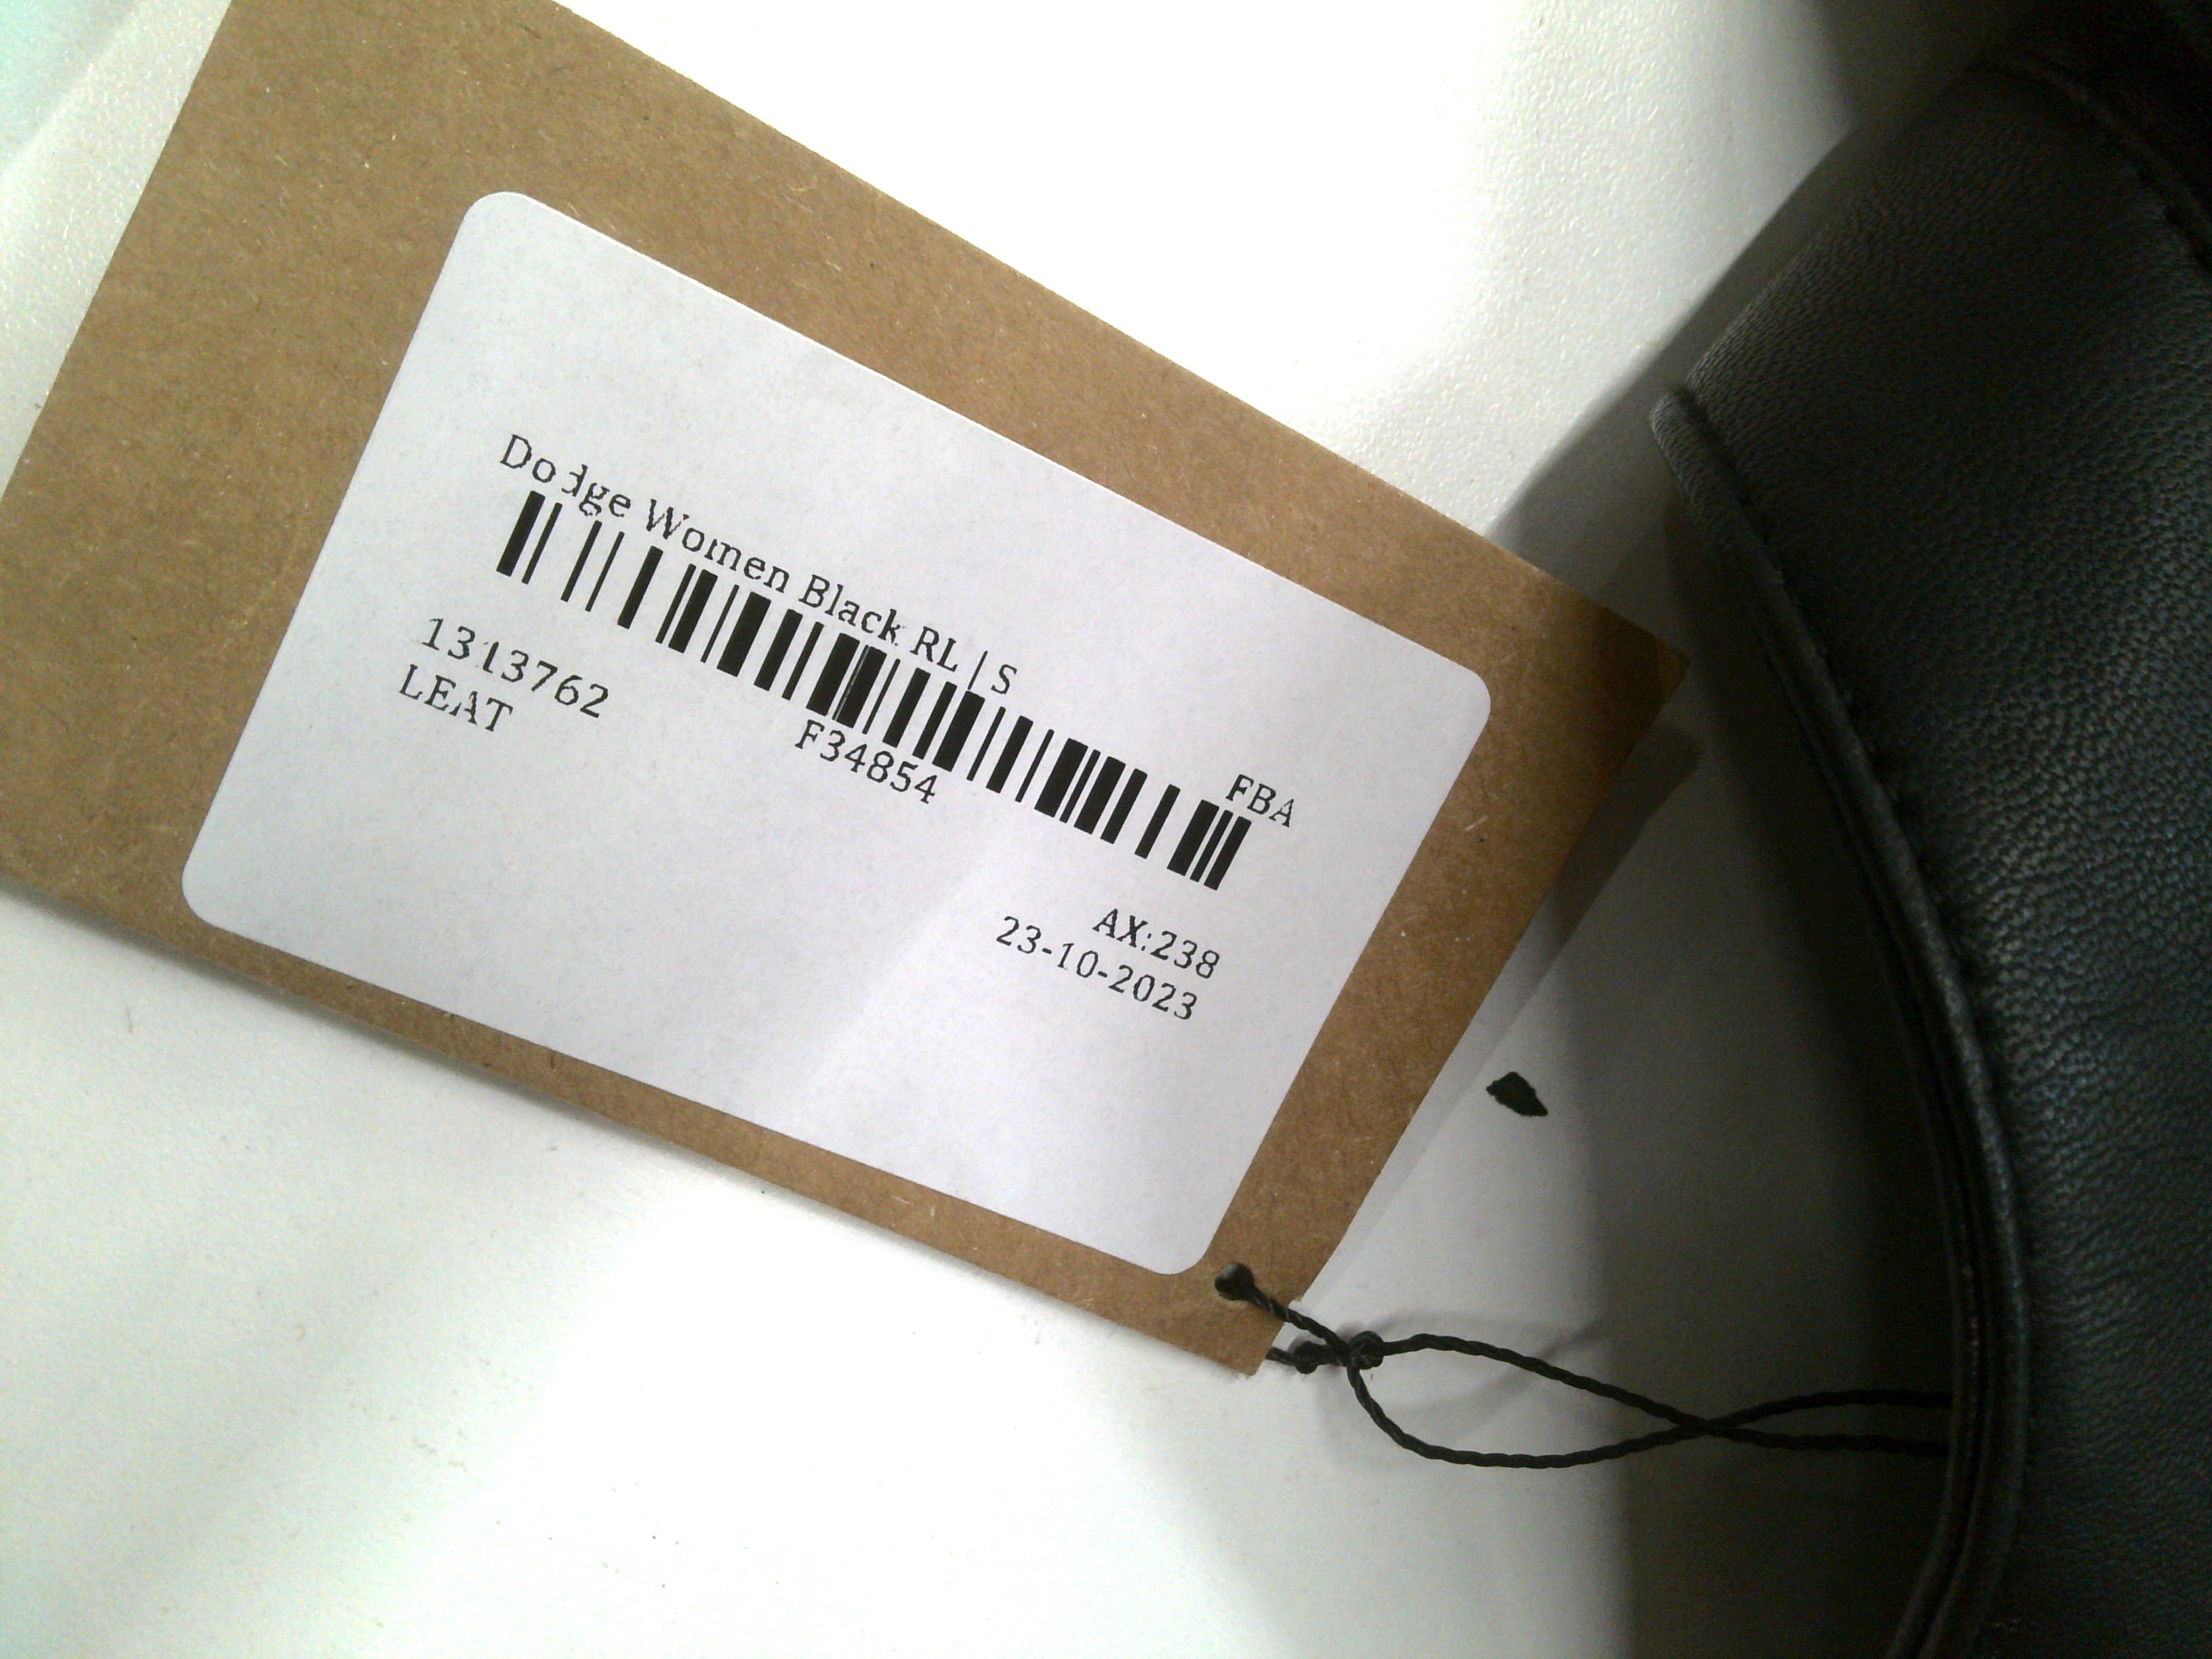 Dodge Women Black RL | S
FBA
F34854
1313762
LEAT
AX:238
23-10-2023